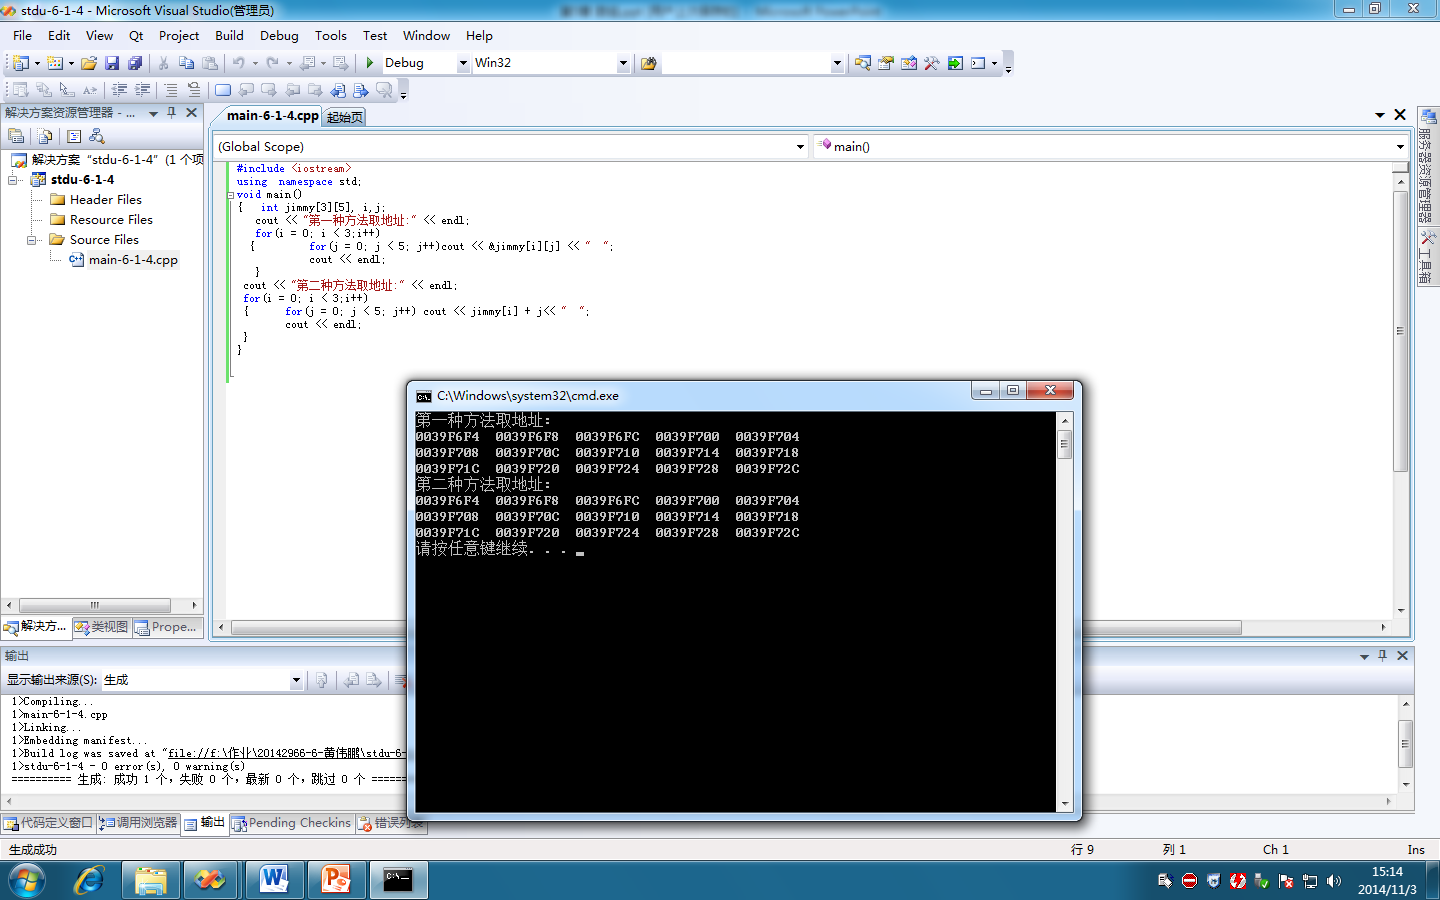 stdu-6-1-4 - Microsoft Visual Studio(管理员)
File Edit View Qt Project Build Debug Tools Test Window Help
Debug Win32
解决方案资源管理器 - ...
main-6-1-4.cpp 起始页
(Global Scope) main()
解决方案 "stdu-6-1-4" (1 个项
stdu-6-1-4
Header Files
Resource Files
Source Files
main-6-1-4.cpp
#include <iostream>
using namespace std;
void main()
{ int jimmy[3][5], i,j;
cout << "第一种方法取地址:" << endl;
for(i = 0; i < 3;i++)
{ for(j = 0; j < 5; j++)cout << &jimmy[i][j] << " ";
cout << endl;
}
cout << "第二种方法取地址:" << endl;
for(i = 0; i < 3;i++)
{ for(j = 0; j < 5; j++) cout << jimmy[i] + j<< " ";
cout << endl;
}
}
服务器资源管理器
工具箱
C:\Windows\system32\cmd.exe
第一种方法取地址:
0039F6F4 0039F6F8 0039F6FC 0039F700 0039F704
0039F708 0039F70C 0039F710 0039F714 0039F718
0039F71C 0039F720 0039F724 0039F728 0039F72C
第二种方法取地址:
0039F6F4 0039F6F8 0039F6FC 0039F700 0039F704
0039F708 0039F70C 0039F710 0039F714 0039F718
0039F71C 0039F720 0039F724 0039F728 0039F72C
请按任意键继续. . .
解决方... 类视图 Prope...
输出
显示输出来源(S): 生成
1>Compiling...
1>main-6-1-4.cpp
1>Linking...
1>Embedding manifest...
1>Build log was saved at "file://f:\作业\20142966-6-黄伟鹏\stdu-6-
1>stdu-6-1-4 - 0 error(s), 0 warning(s)
========== 生成: 成功 1 个，失败 0 个，最新 0 个，跳过 0 个 ======
代码定义窗口 调用浏览器 输出 Pending Checkins 错误列表
生成成功 行 9 列 1 Ch 1 Ins
15:14
2014/11/3